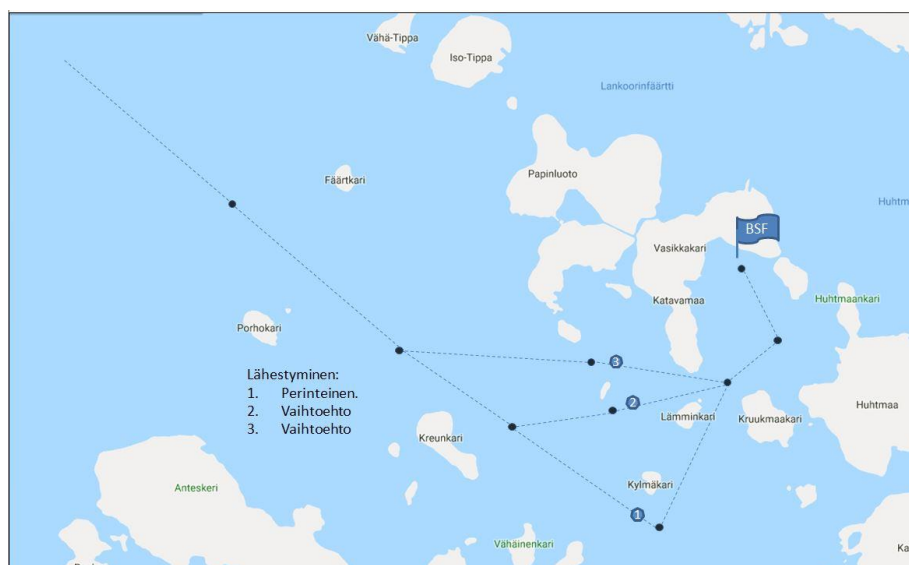 Vähä-Tippa
Iso-Tippa
Lankoorinfäärtti
Färtkari
Papinluoto
Huhtm
BSF
Vasikkakari
Katavamaa
Huhtmaankari
Porhokari
Lähestyminen:
1. Perinteinen.
2. Vaihtoehto
3. Vaihtoehto
3
2
Lämminkari
Kruukmaakari
Huhtmaa
Kreunkari
Kylmäkari
Anteskeri
1
Vähäinenkari
Ka